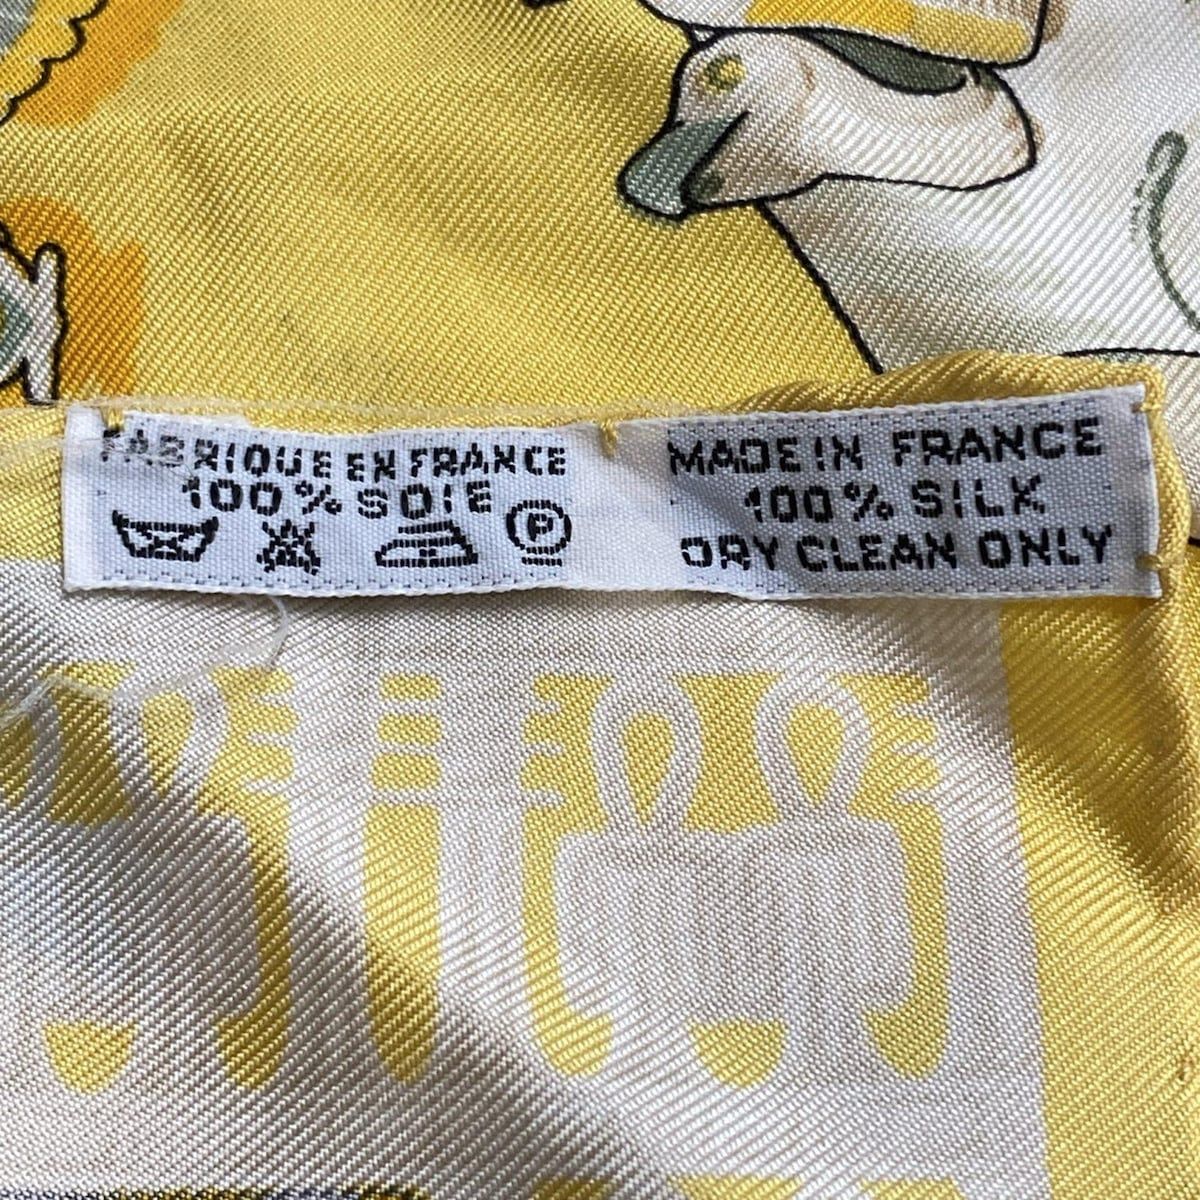 FABRIQUE EN FRANCE
100% SOIE
P
MADE IN FRANCE
100% SILK
DRY CLEAN ONLY